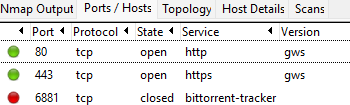 Nmap Output Ports / Hosts Topology Host Details Scans
Port Protocol State Service Version
80 tcp open http gws
443 tcp open https gws
6881 tcp closed bittorrent-tracker